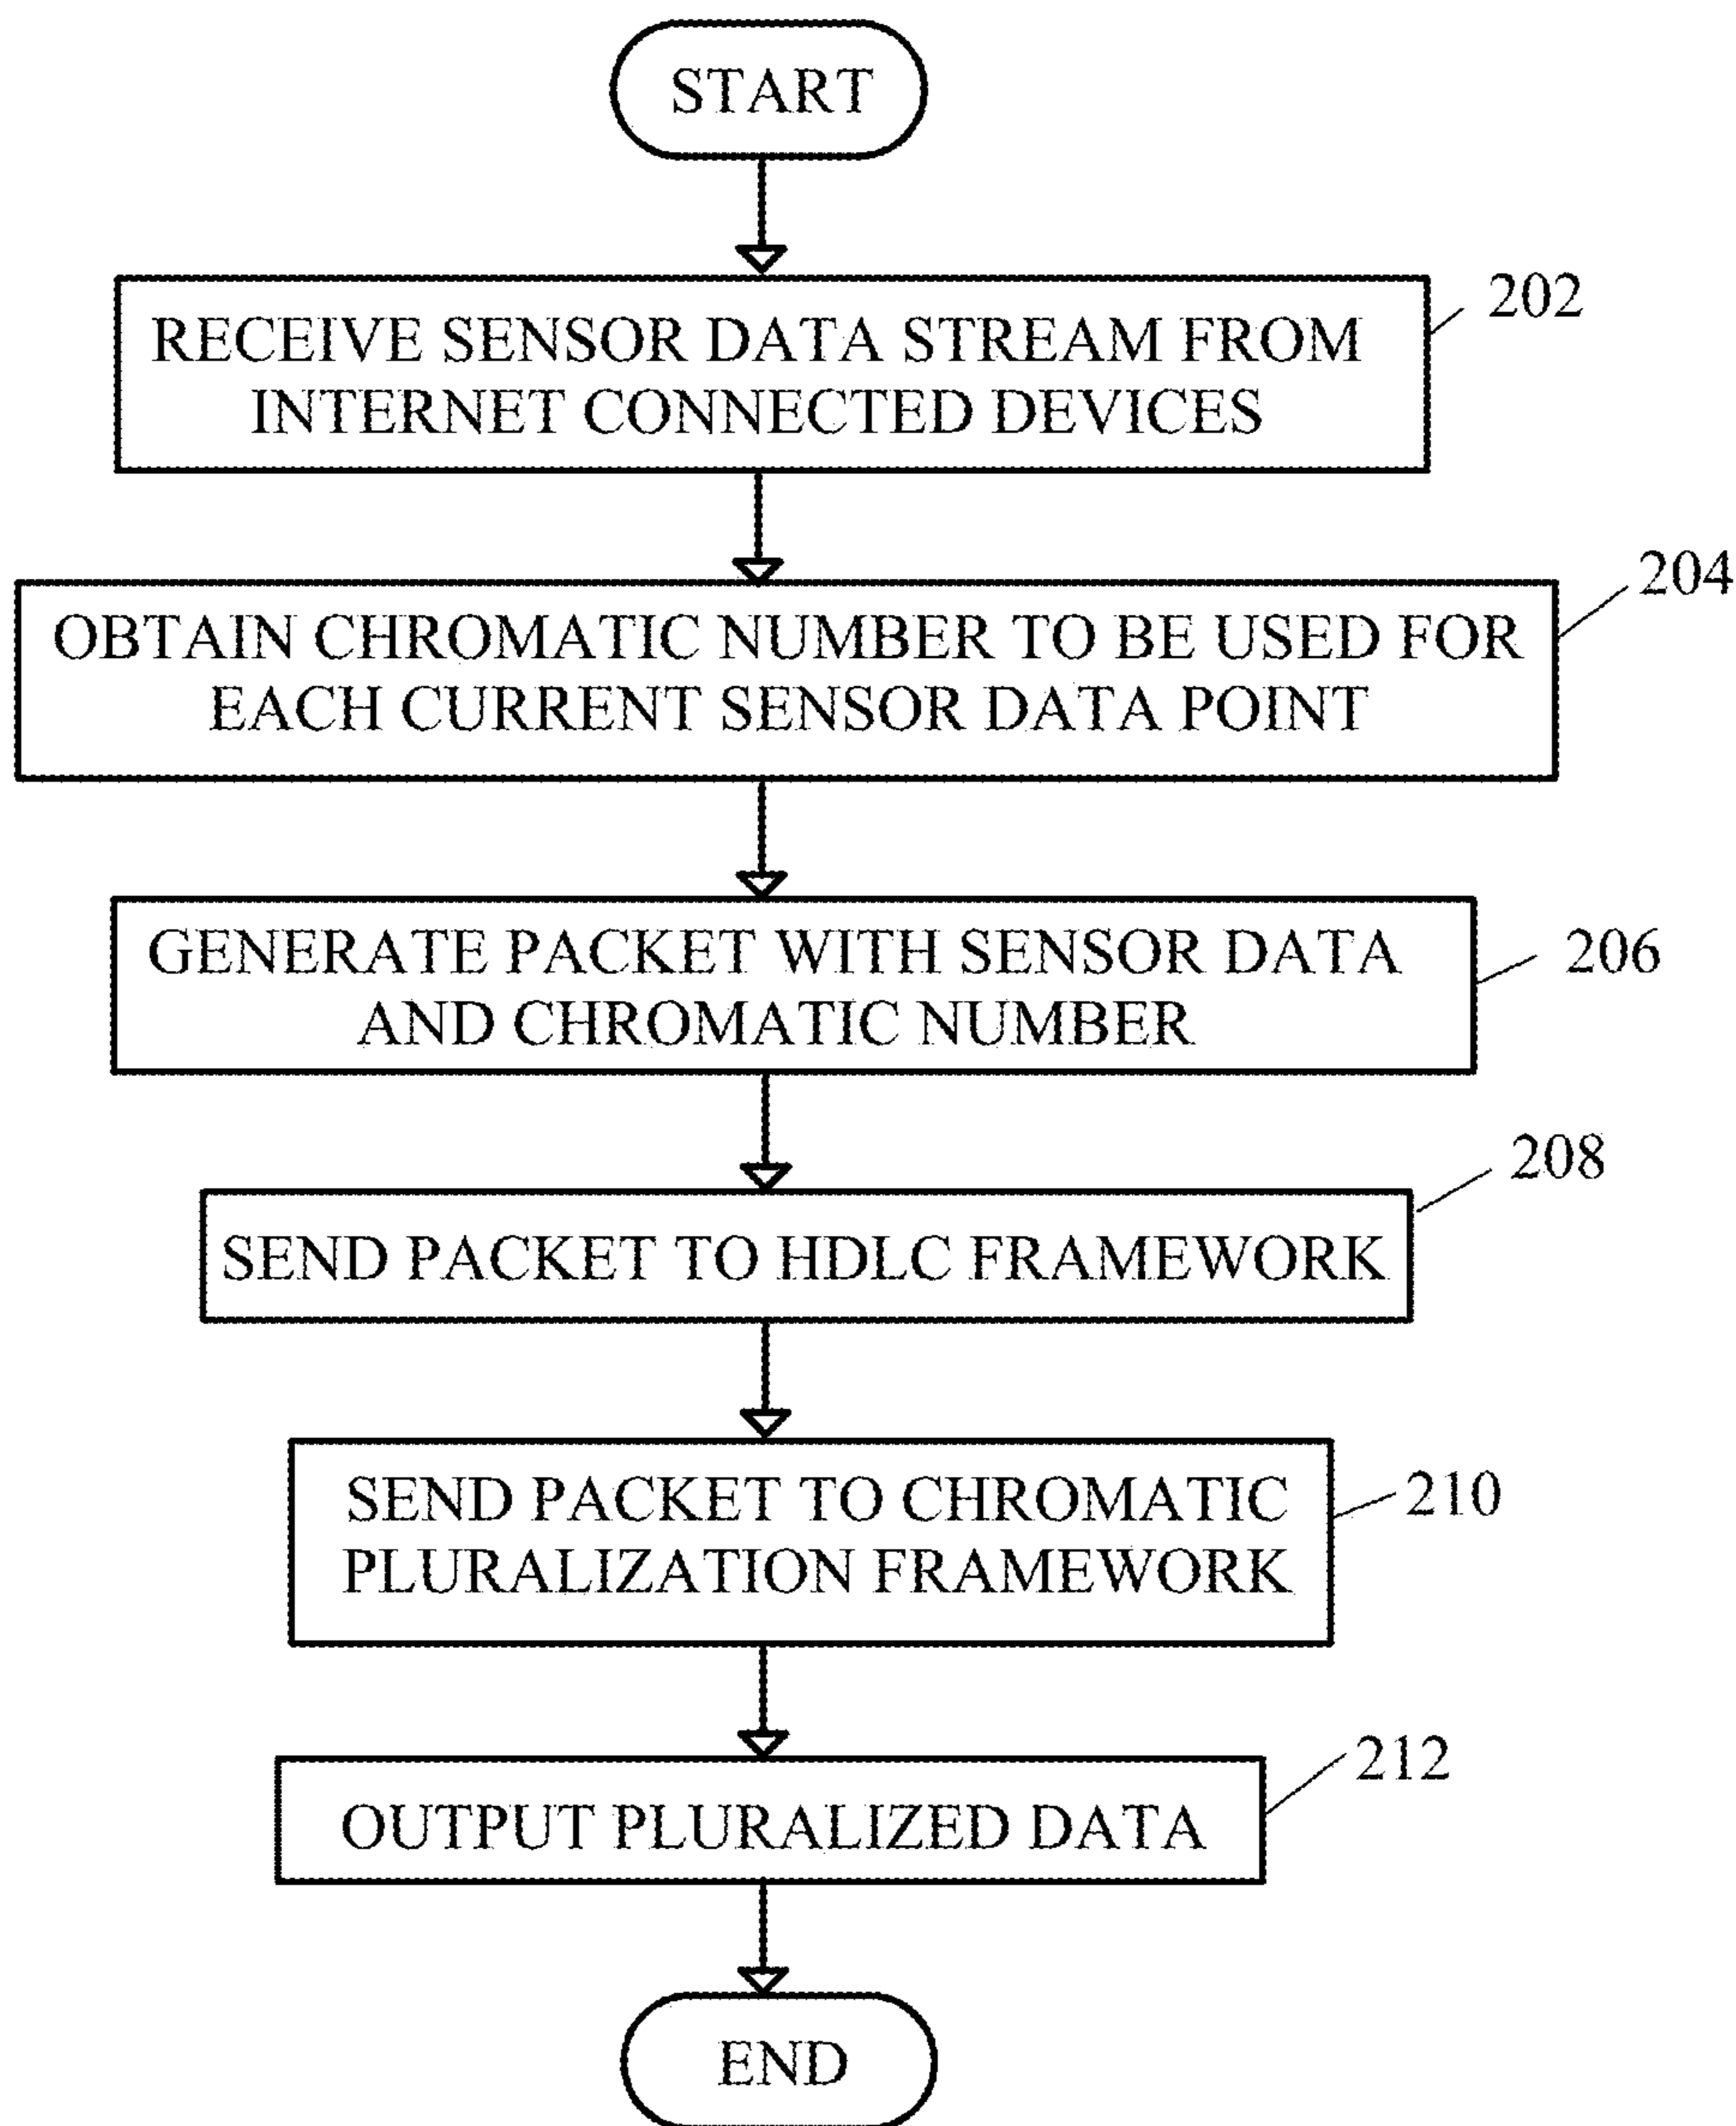 START
RECEIVE SENSOR DATA STREAM FROM
INTERNET CONNECTED DEVICES
202
OBTAIN CHROMATIC NUMBER TO BE USED FOR
EACH CURRENT SENSOR DATA POINT
204
GENERATE PACKET WITH SENSOR DATA
AND CHROMATIC NUMBER
206
SEND PACKET TO HDLC FRAMEWORK
208
SEND PACKET TO CHROMATIC
PLURALIZATION FRAMEWORK
210
OUTPUT PLURALIZED DATA
212
END